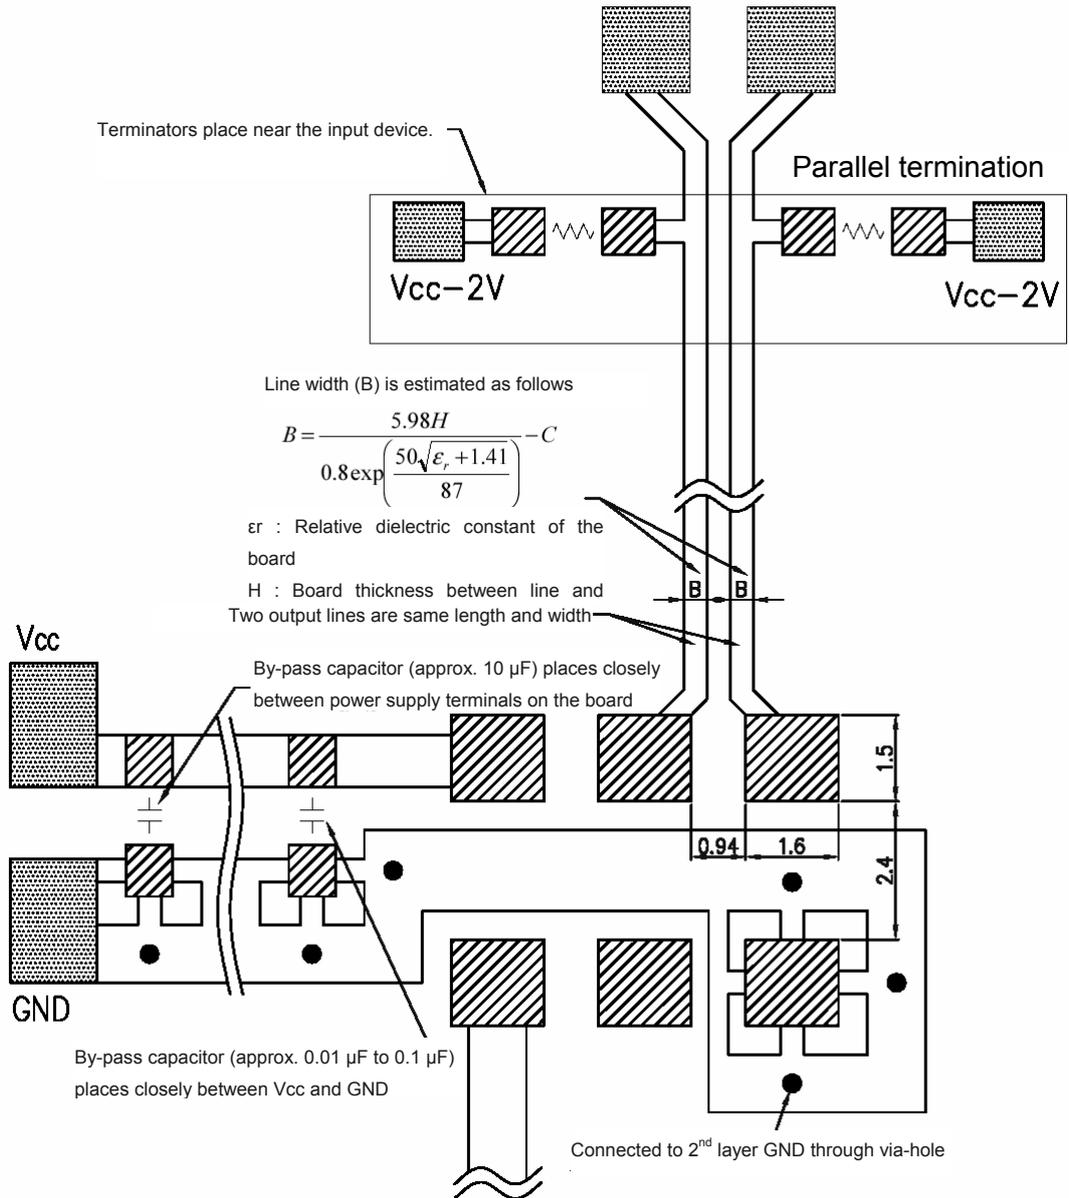 Terminators place near the input device.
Parallel termination
Vcc-2V
Vcc-2V
Line width (B) is estimated as follows
B = 5.98H / 0.8 exp( 50√εr +1.41 / 87 ) − C
εr : Relative dielectric constant of the
board
H : Board thickness between line and
B B
Two output lines are same length and width
Vcc
By-pass capacitor (approx. 10 µF) places closely
between power supply terminals on the board
1.5
0.94
1.6
2.4
GND
By-pass capacitor (approx. 0.01 µF to 0.1 µF)
places closely between Vcc and GND
Connected to 2nd layer GND through via-hole